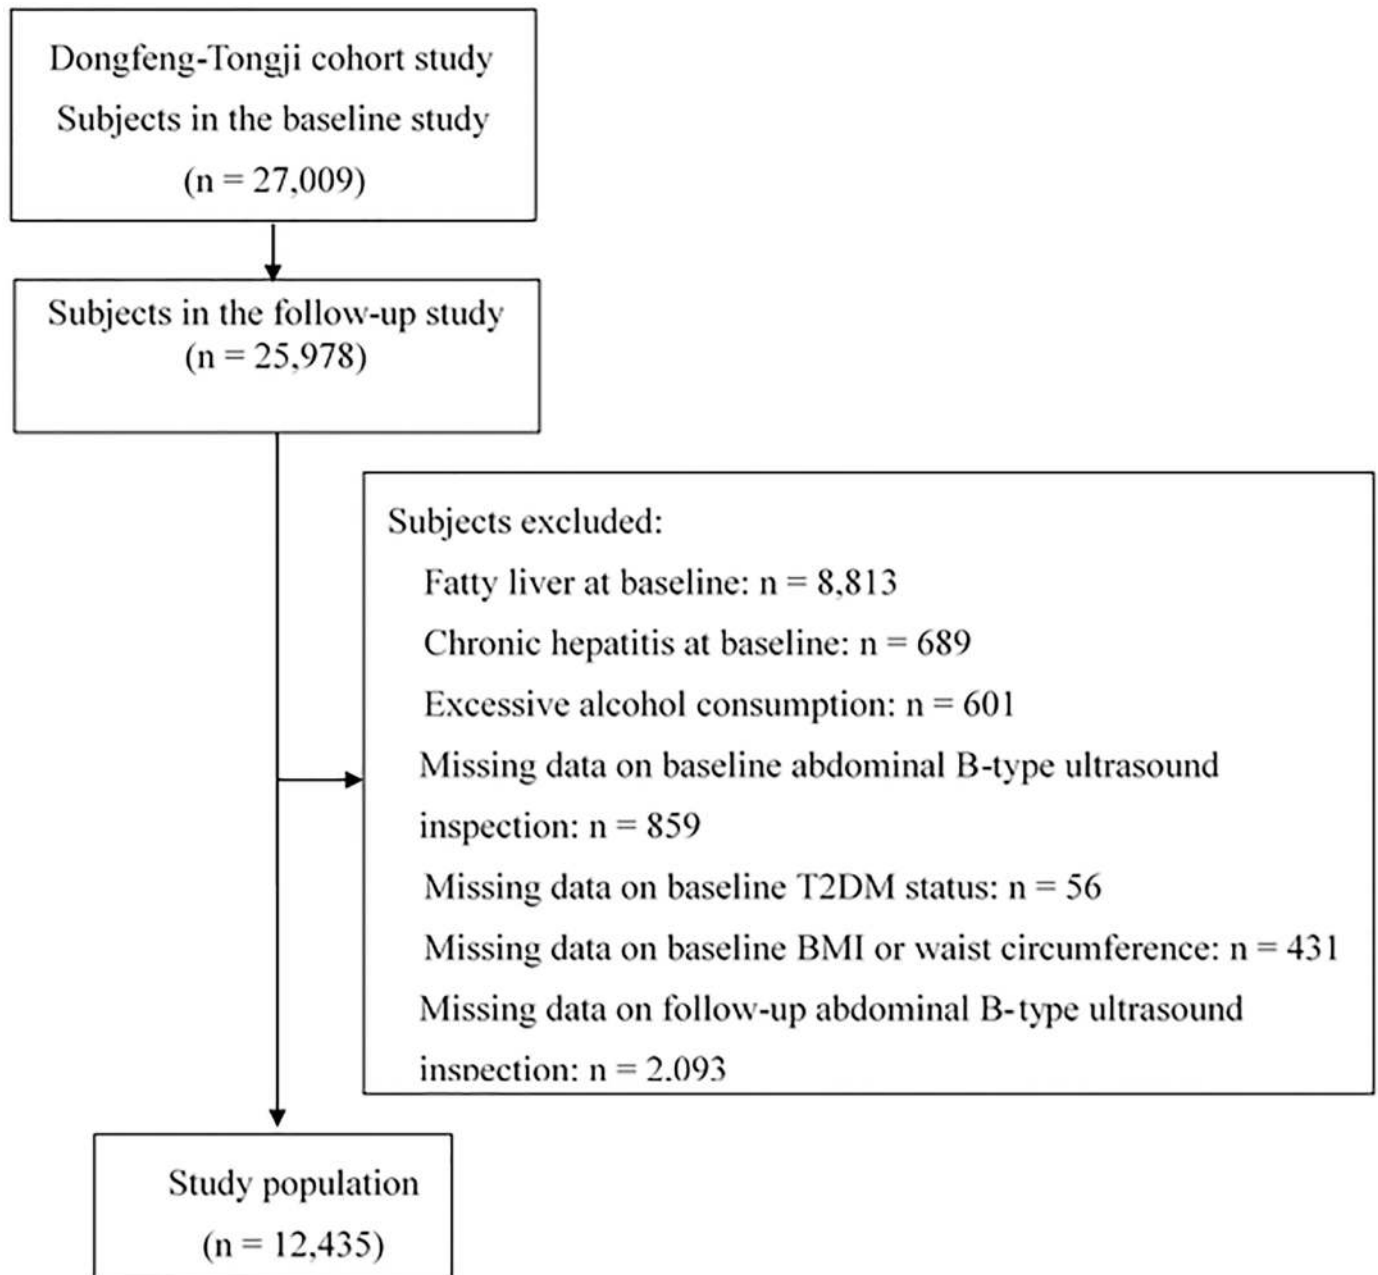 Dongfeng-Tongji cohort study
Subjects in the baseline study
(n = 27,009)
Subjects in the follow-up study
(n = 25,978)
Subjects excluded:
Fatty liver at baseline: n = 8,813
Chronic hepatitis at baseline: n = 689
Excessive alcohol consumption: n = 601
Missing data on baseline abdominal B-type ultrasound
inspection: n = 859
Missing data on baseline T2DM status: n = 56
Missing data on baseline BMI or waist circumference: n = 431
Missing data on follow-up abdominal B-type ultrasound
inspection: n = 2,093
Study population
(n = 12,435)